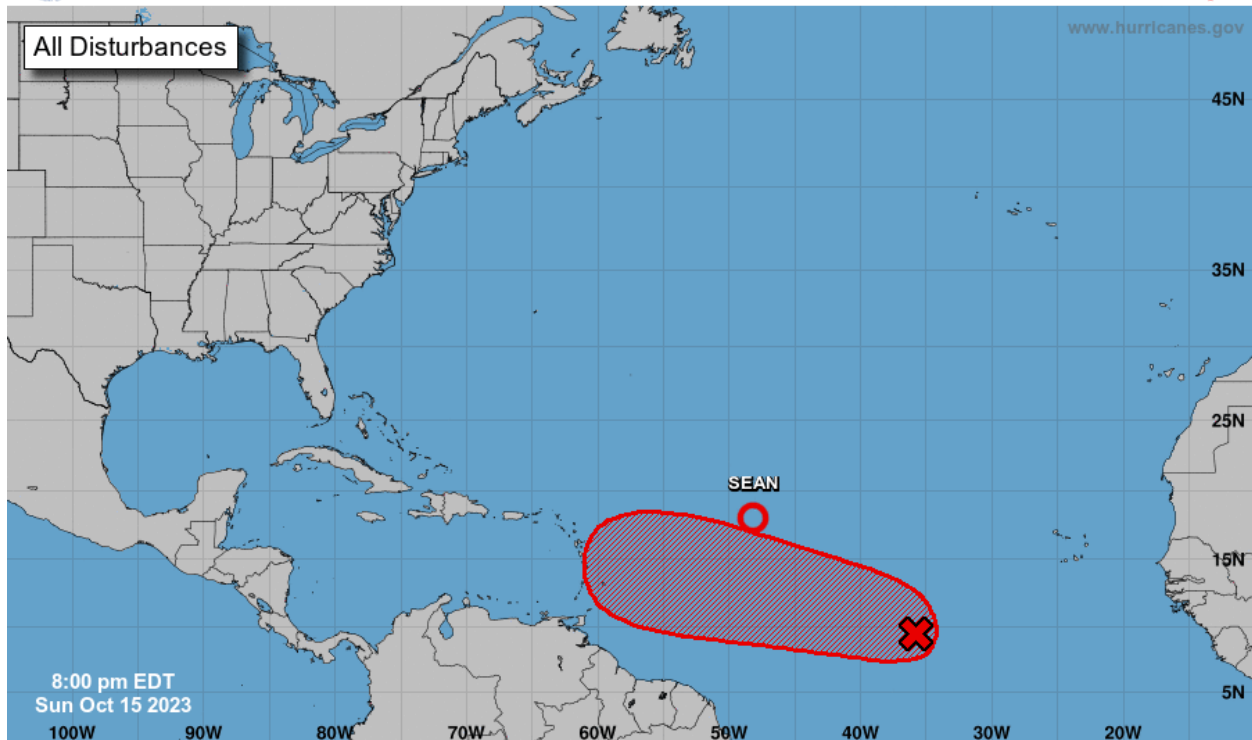 All Disturbances
www.hurricanes.gov
45N
35N
25N
SEAN
15N
8:00 pm EDT
Sun Oct 15 2023
5N
100W 90W 80W 70W 60W 50W 40W 30W 20W